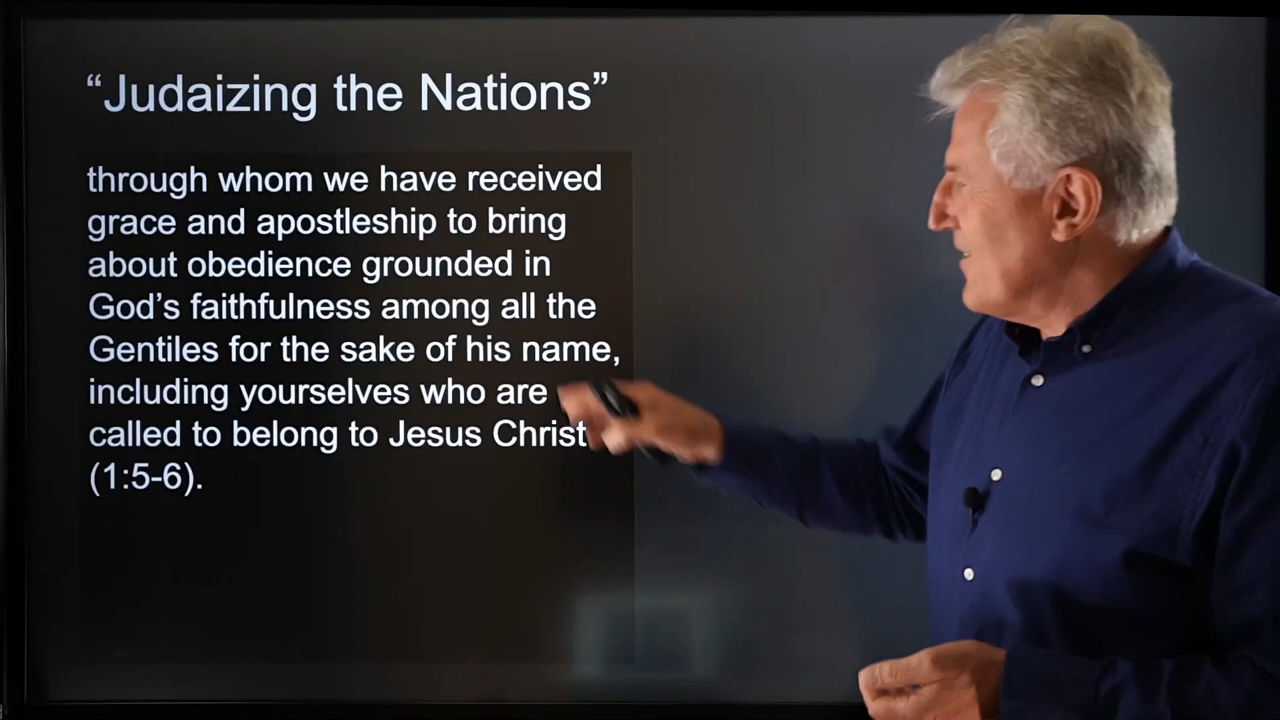 “Judaizing the Nations”
through whom we have received
grace and apostleship to bring
about obedience grounded in
God’s faithfulness among all the
Gentiles for the sake of his name,
including yourselves who are
called to belong to Jesus Christ
(1:5-6).